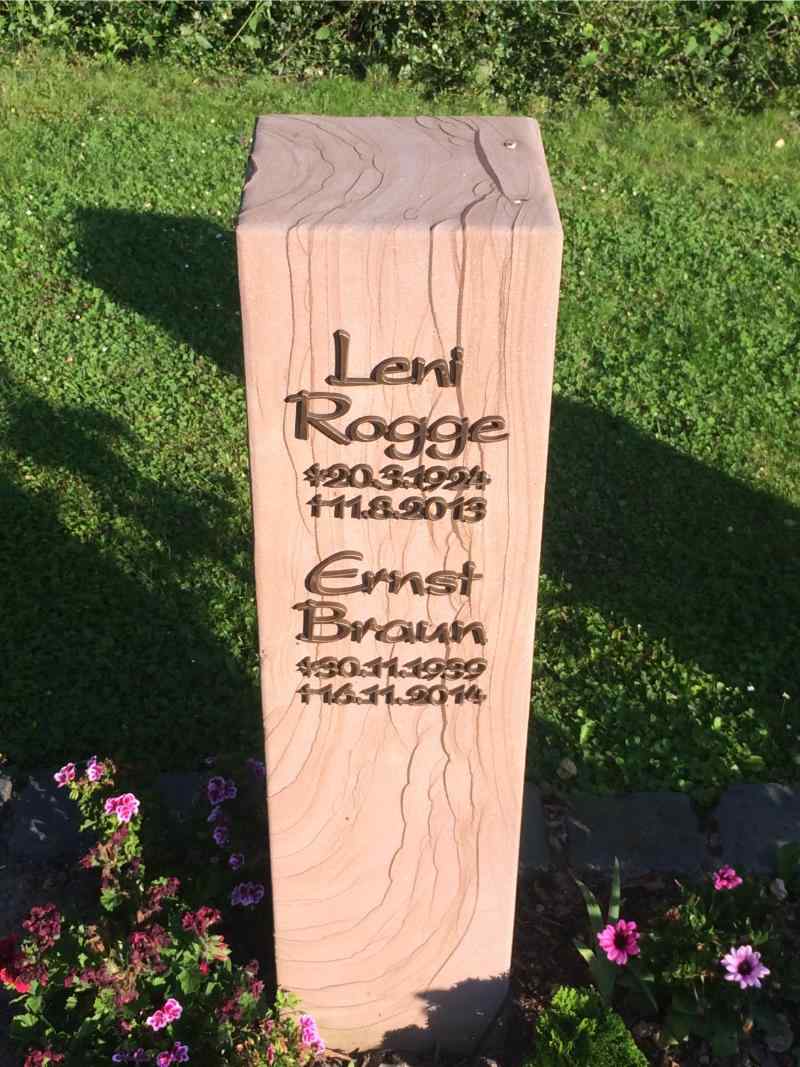 Leni
Rogge
*20.3.1924
†11.8.2013
Ernst
Braun
*30.11.1939
†16.11.2014